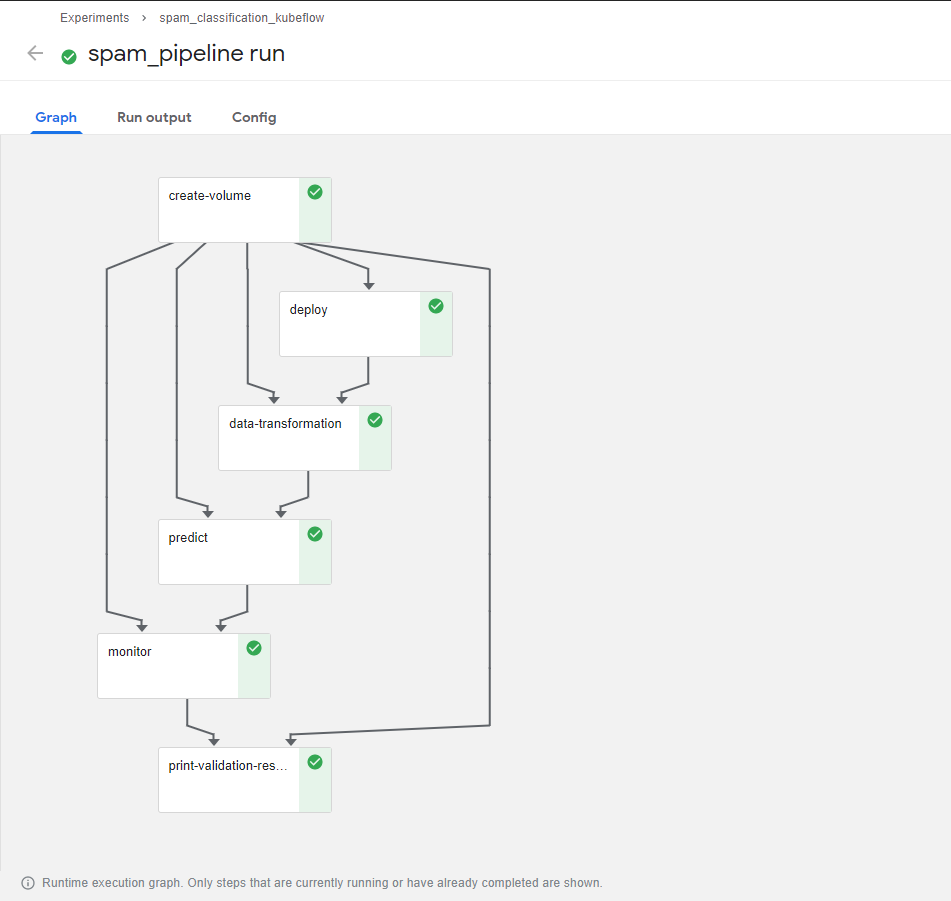 Experiments > spam_classification_kubeflow
spam_pipeline run
Graph Run output Config
create-volume
deploy
data-transformation
predict
monitor
print-validation-res...
Runtime execution graph. Only steps that are currently running or have already completed are shown.